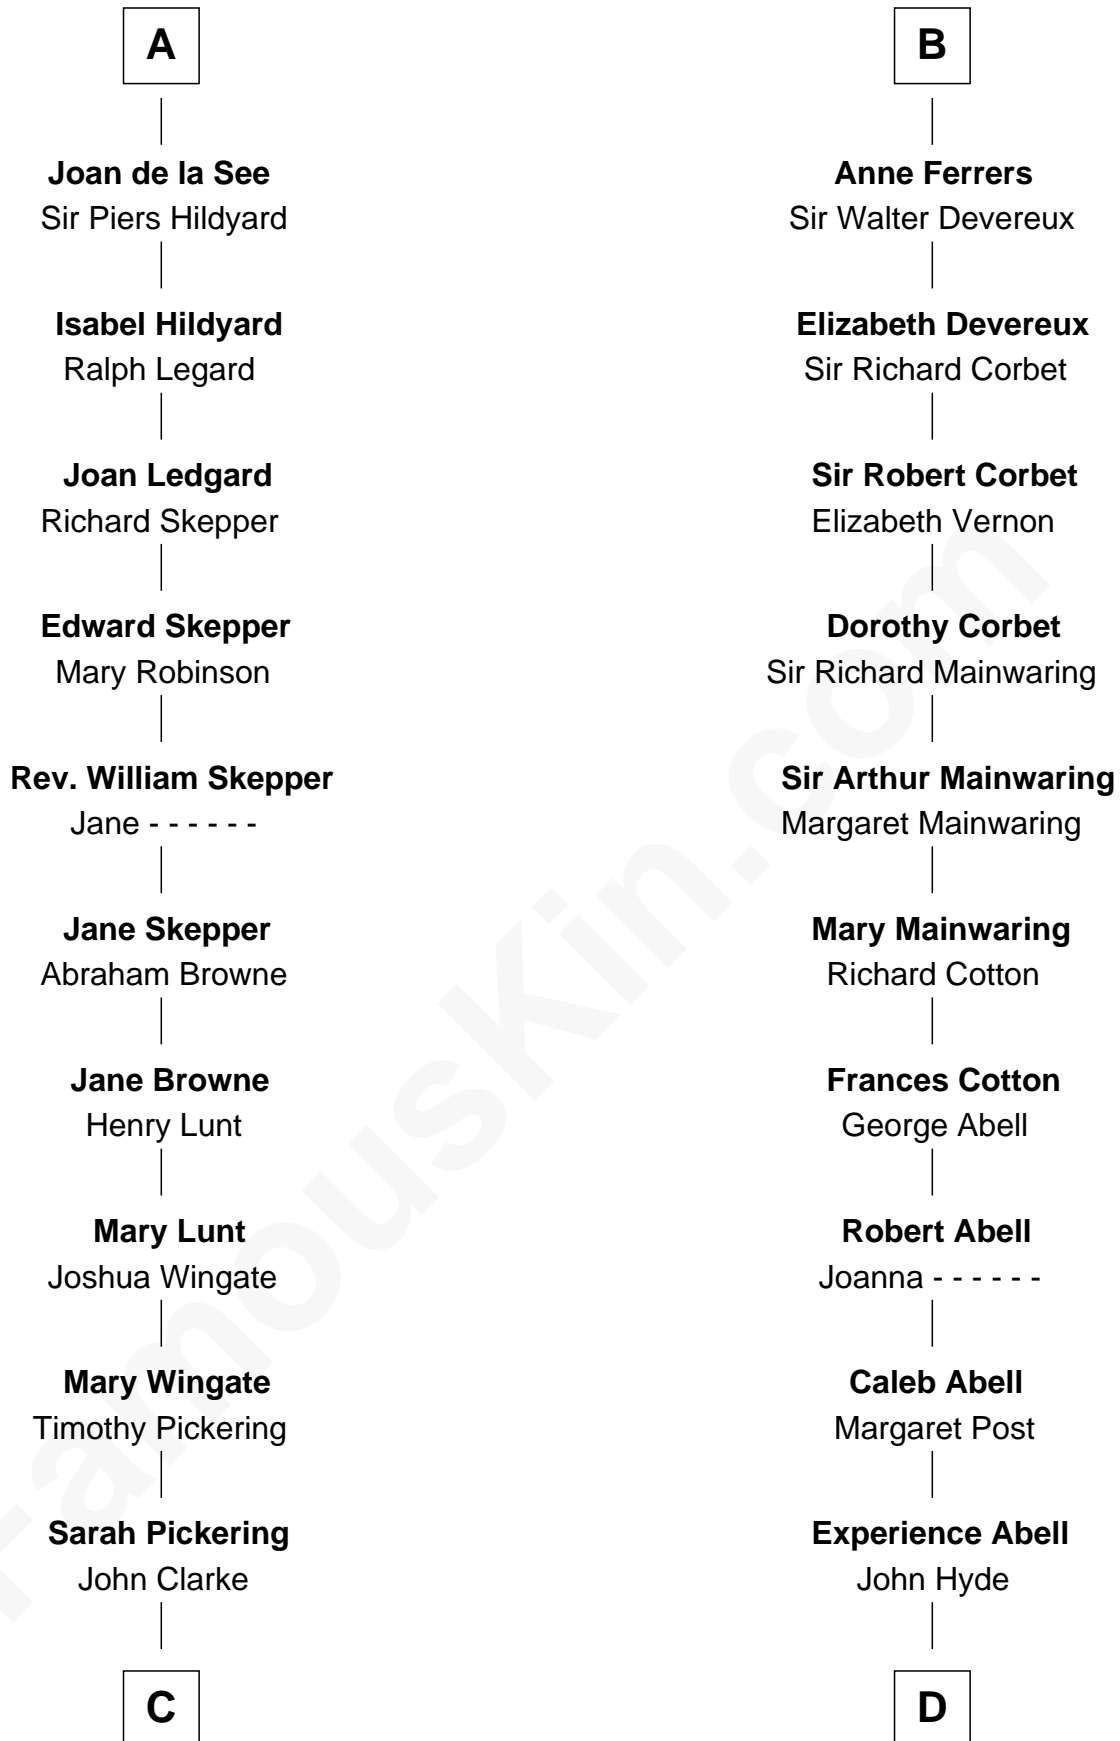 A
Joan de la See
Sir Piers Hildyard
Isabel Hildyard
Ralph Legard
Joan Ledgard
Richard Skepper
Edward Skepper
Mary Robinson
Rev. William Skepper
Jane - - - - - -
Jane Skepper
Abraham Browne
Jane Browne
Henry Lunt
Mary Lunt
Joshua Wingate
Mary Wingate
Timothy Pickering
Sarah Pickering
John Clarke
C
B
Anne Ferrers
Sir Walter Devereux
Elizabeth Devereux
Sir Richard Corbet
Sir Robert Corbet
Elizabeth Vernon
Dorothy Corbet
Sir Richard Mainwaring
Sir Arthur Mainwaring
Margaret Mainwaring
Mary Mainwaring
Richard Cotton
Frances Cotton
George Abell
Robert Abell
Joanna - - - - - -
Caleb Abell
Margaret Post
Experience Abell
John Hyde
D
FamousKin.com